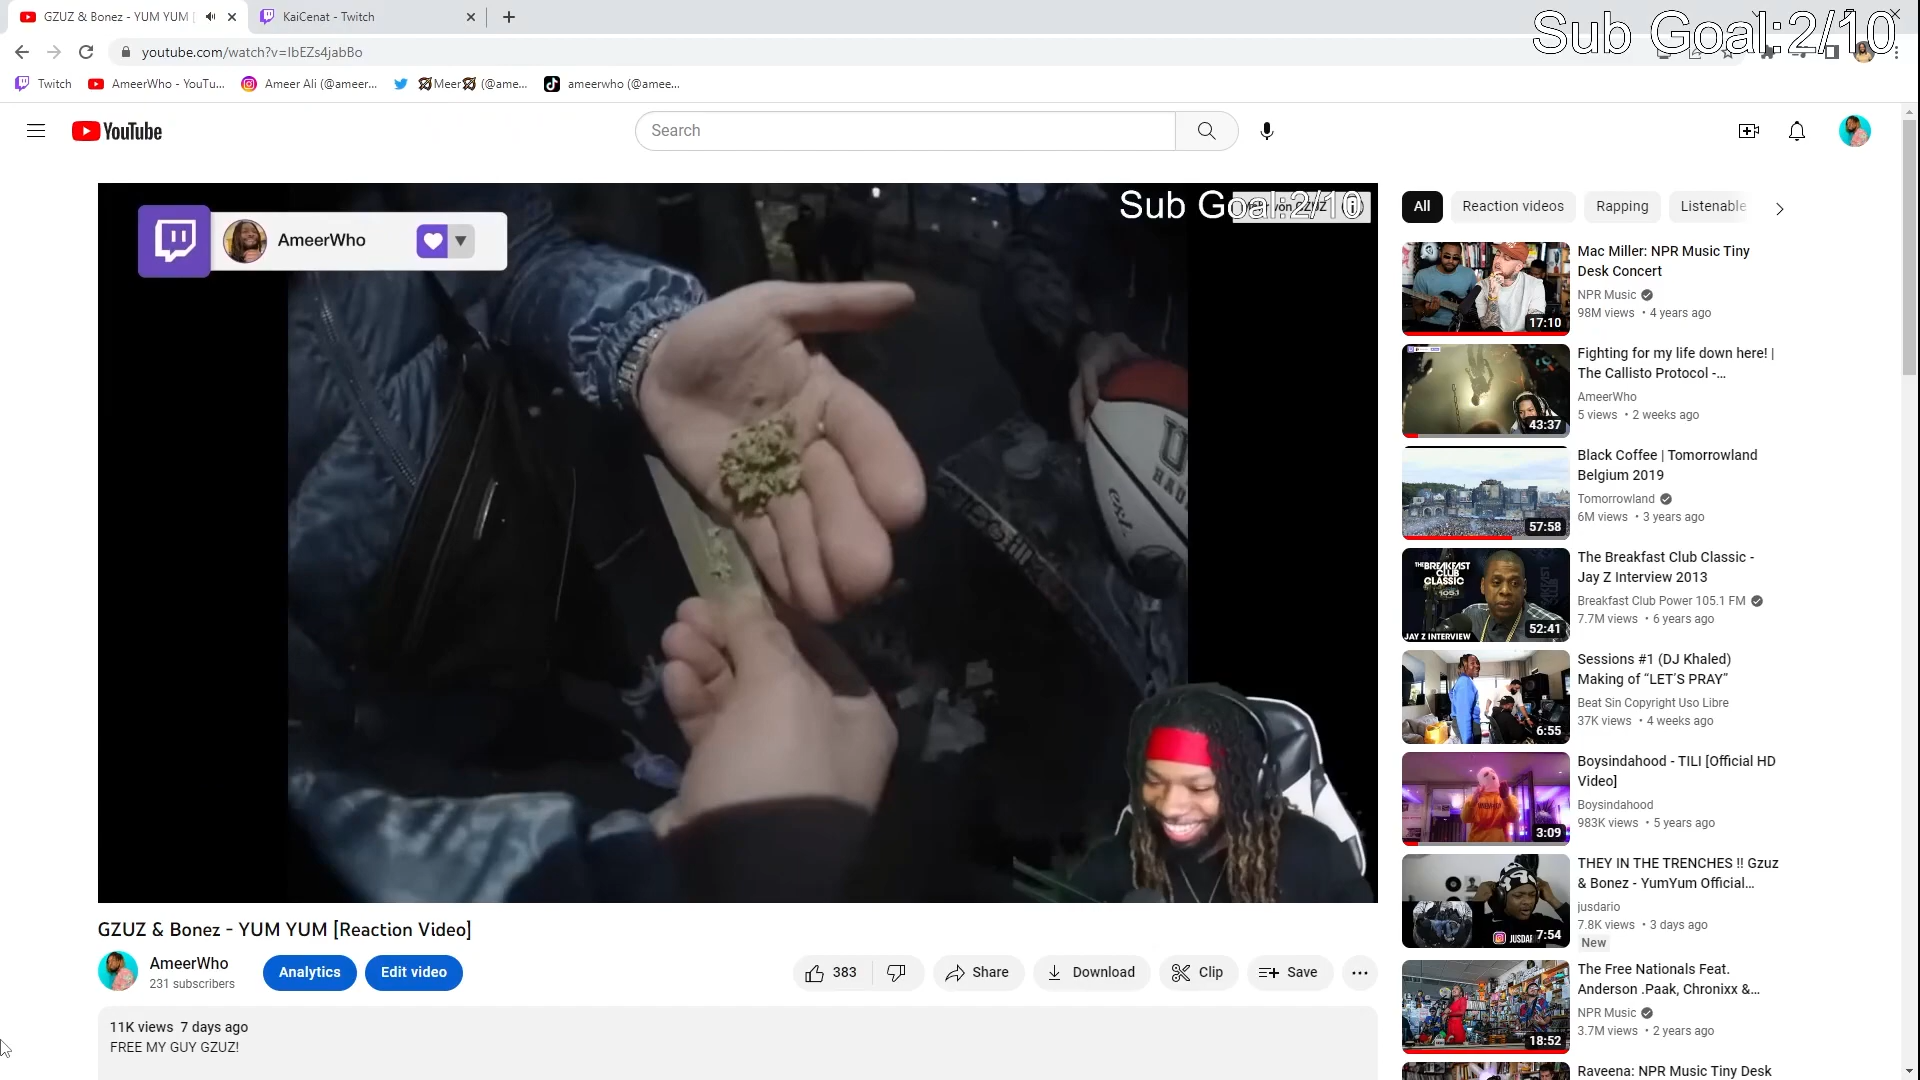 GZUZ & Bonez - YUM YUM [
KaiCenat - Twitch
Sub Goal:2/10
youtube.com/watch?v=IbEZs4jabBo
Twitch
AmeerWho - YouTu...
Ameer Ali (@ameer...
Meer (@ame...
ameerwho (@amee...
YouTube
Search
AmeerWho
Sub Goal:2/10
All
Reaction videos
Rapping
Listenable
Mac Miller: NPR Music Tiny
Desk Concert
NPR Music
98M views • 4 years ago
17:10
Fighting for my life down here! |
The Callisto Protocol -...
AmeerWho
5 views • 2 weeks ago
43:37
Black Coffee | Tomorrowland
Belgium 2019
Tomorrowland
6M views • 3 years ago
57:58
The Breakfast Club Classic -
Jay Z Interview 2013
Breakfast Club Power 105.1 FM
7.7M views • 6 years ago
THE BREAKFAST
CLUB
CLASSIC
105.1
JAY Z INTERVIEW
52:41
Sessions #1 (DJ Khaled)
Making of “LET’S PRAY”
Beat Sin Copyright Uso Libre
37K views • 4 weeks ago
6:55
Boysindahood - TILI [Official HD
Video]
Boysindahood
983K views • 5 years ago
3:09
THEY IN THE TRENCHES !! Gzuz
& Bonez - YumYum Official...
jusdario
7.8K views • 3 days ago
New
7:54
The Free Nationals Feat.
Anderson .Paak, Chronixx &...
NPR Music
3.7M views • 2 years ago
18:52
Raveena: NPR Music Tiny Desk
GZUZ & Bonez - YUM YUM [Reaction Video]
AmeerWho
231 subscribers
Analytics
Edit video
383
Share
Download
Clip
Save
11K views 7 days ago
FREE MY GUY GZUZ!